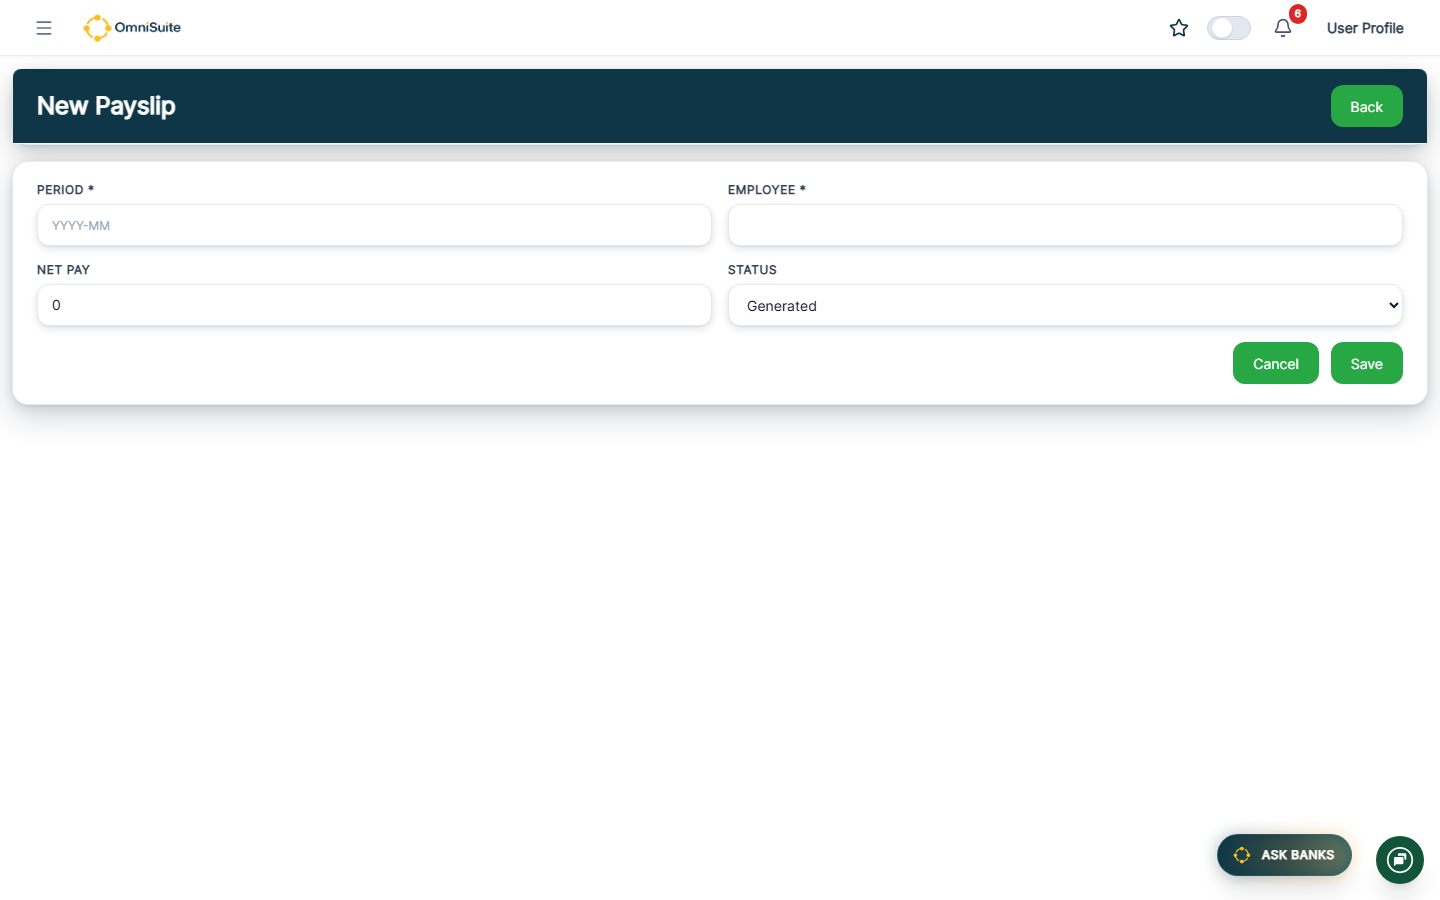 OmniSuite
6
User Profile
New Payslip
Back
PERIOD *
EMPLOYEE *
YYYY-MM
NET PAY
STATUS
0
Generated
Cancel
Save
ASK BANKS